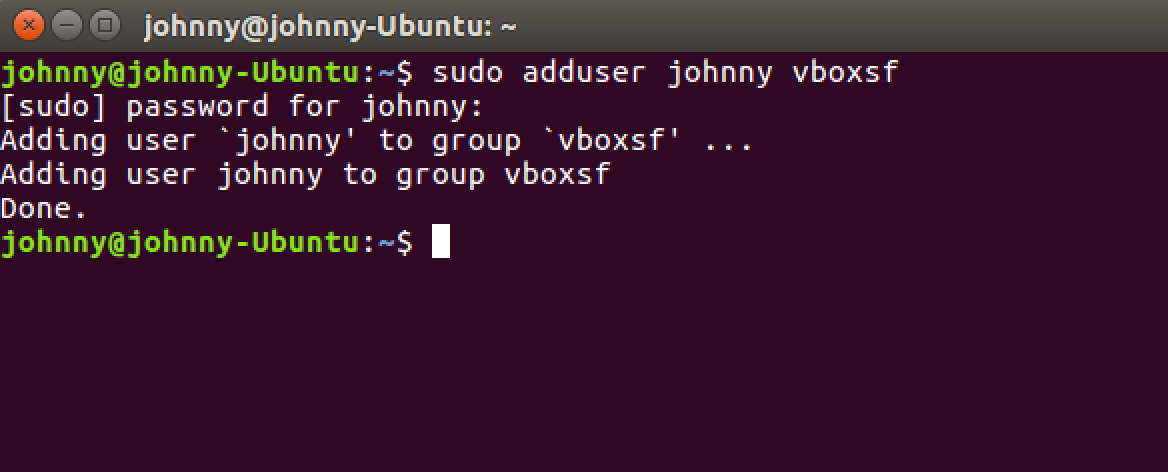 johnny@johnny-Ubuntu: ~
johnny@johnny-Ubuntu:~$ sudo adduser johnny vboxsf
[sudo] password for johnny:
Adding user `johnny' to group `vboxsf' ...
Adding user johnny to group vboxsf
Done.
johnny@johnny-Ubuntu:~$